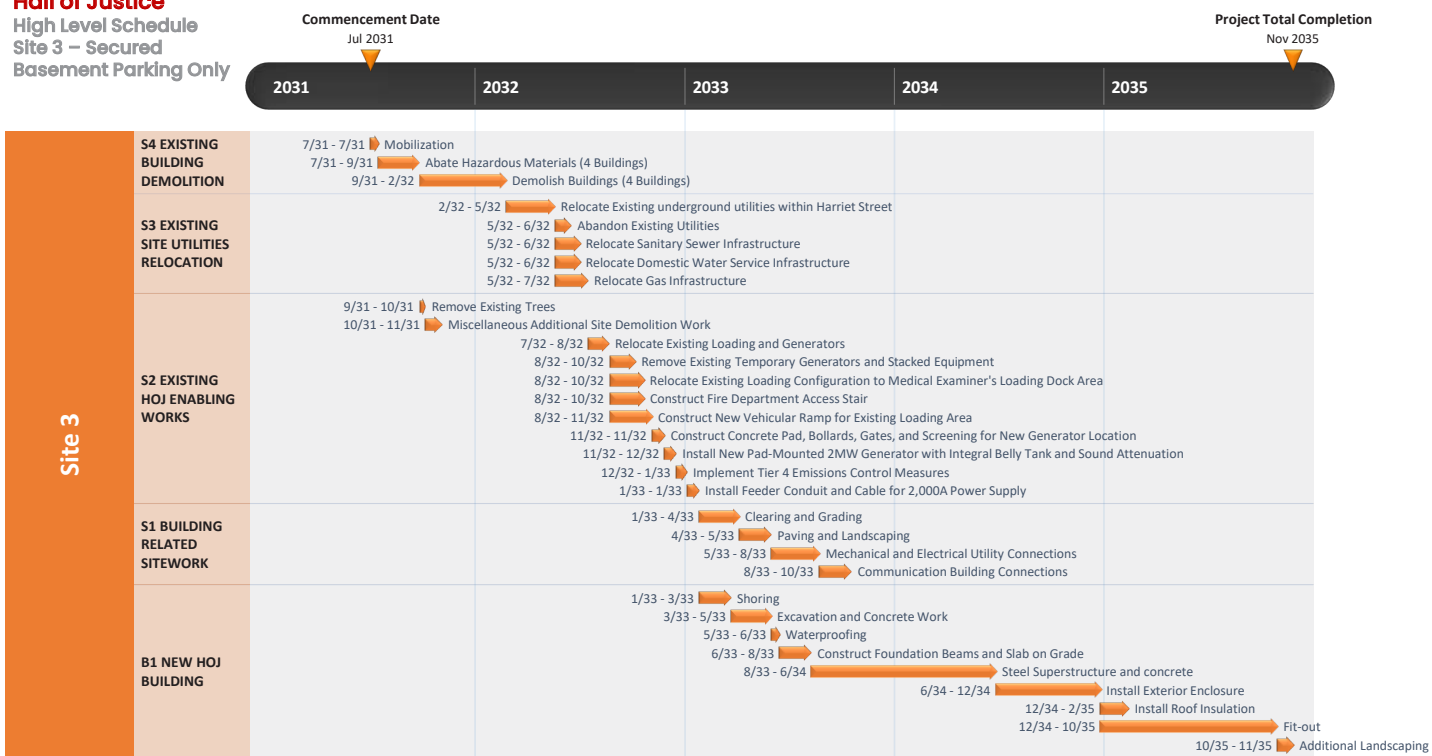 Hall of Justice
High Level Schedule
Site 3 – Secured
Basement Parking Only
Commencement Date
Jul 2031
Project Total Completion
Nov 2035
2031
2032
2033
2034
2035
Site 3
S4 EXISTING
BUILDING
DEMOLITION
7/31 - 7/31 Mobilization
7/31 - 9/31 Abate Hazardous Materials (4 Buildings)
9/31 - 2/32 Demolish Buildings (4 Buildings)
S3 EXISTING
SITE UTILITIES
RELOCATION
2/32 - 5/32 Relocate Existing underground utilities within Harriet Street
5/32 - 6/32 Abandon Existing Utilities
5/32 - 6/32 Relocate Sanitary Sewer Infrastructure
5/32 - 6/32 Relocate Domestic Water Service Infrastructure
5/32 - 7/32 Relocate Gas Infrastructure
S2 EXISTING
HOJ ENABLING
WORKS
9/31 - 10/31 Remove Existing Trees
10/31 - 11/31 Miscellaneous Additional Site Demolition Work
7/32 - 8/32 Relocate Existing Loading and Generators
8/32 - 10/32 Remove Existing Temporary Generators and Stacked Equipment
8/32 - 10/32 Relocate Existing Loading Configuration to Medical Examiner's Loading Dock Area
8/32 - 10/32 Construct Fire Department Access Stair
8/32 - 11/32 Construct New Vehicular Ramp for Existing Loading Area
11/32 - 11/32 Construct Concrete Pad, Bollards, Gates, and Screening for New Generator Location
11/32 - 12/32 Install New Pad-Mounted 2MW Generator with Integral Belly Tank and Sound Attenuation
12/32 - 1/33 Implement Tier 4 Emissions Control Measures
1/33 - 1/33 Install Feeder Conduit and Cable for 2,000A Power Supply
S1 BUILDING
RELATED
SITEWORK
1/33 - 4/33 Clearing and Grading
4/33 - 5/33 Paving and Landscaping
5/33 - 8/33 Mechanical and Electrical Utility Connections
8/33 - 10/33 Communication Building Connections
B1 NEW HOJ
BUILDING
1/33 - 3/33 Shoring
3/33 - 5/33 Excavation and Concrete Work
5/33 - 6/33 Waterproofing
6/33 - 8/33 Construct Foundation Beams and Slab on Grade
8/33 - 6/34 Steel Superstructure and concrete
6/34 - 12/34 Install Exterior Enclosure
12/34 - 2/35 Install Roof Insulation
12/34 - 10/35 Fit-out
10/35 - 11/35 Additional Landscaping